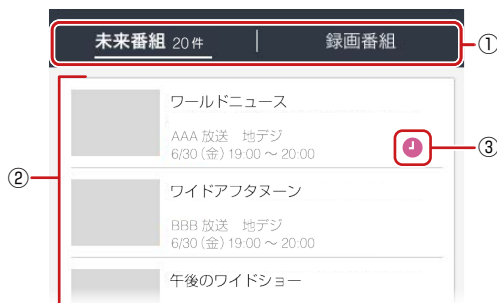 未来番組 20件 録画番組
①
ワールドニュース
AAA 放送 地デジ
6/30(金)19:00～20:00
③
②
ワイドアフタヌーン
BBB 放送 地デジ
6/30(金)19:00～20:00
午後のワイドショー